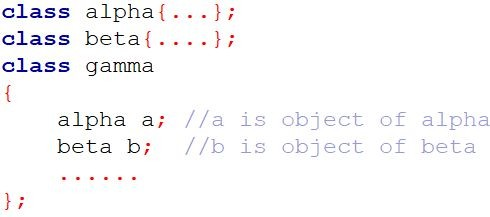 class alpha{...};
class beta{....};
class gamma
{
    alpha a; //a is object of alpha
    beta b;  //b is object of beta
    ......
};